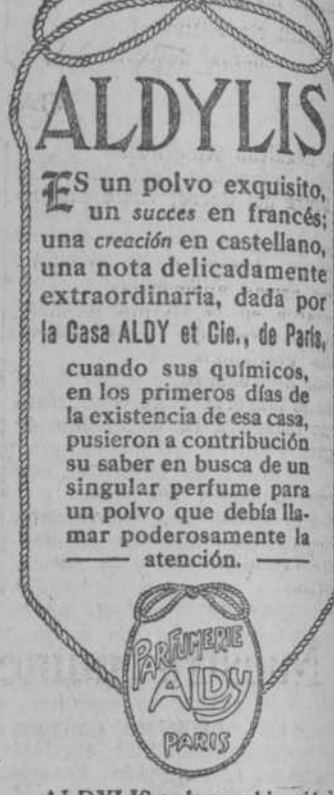 ALDYLIS
ES un polvo exquisito,
un succes en francés;
una creación en castellano,
una nota delicadamente
extraordinaria, dada por
la Casa ALDY et Cie., de París,
cuando sus químicos,
en los primeros días de
la existencia de esa casa,
pusieron a contribución
su saber en busca de un
singular perfume para
un polvo que debía lla-
mar poderosamente la
atención.
PARFUMERIE
ALDY
PARIS
ALDYLIS